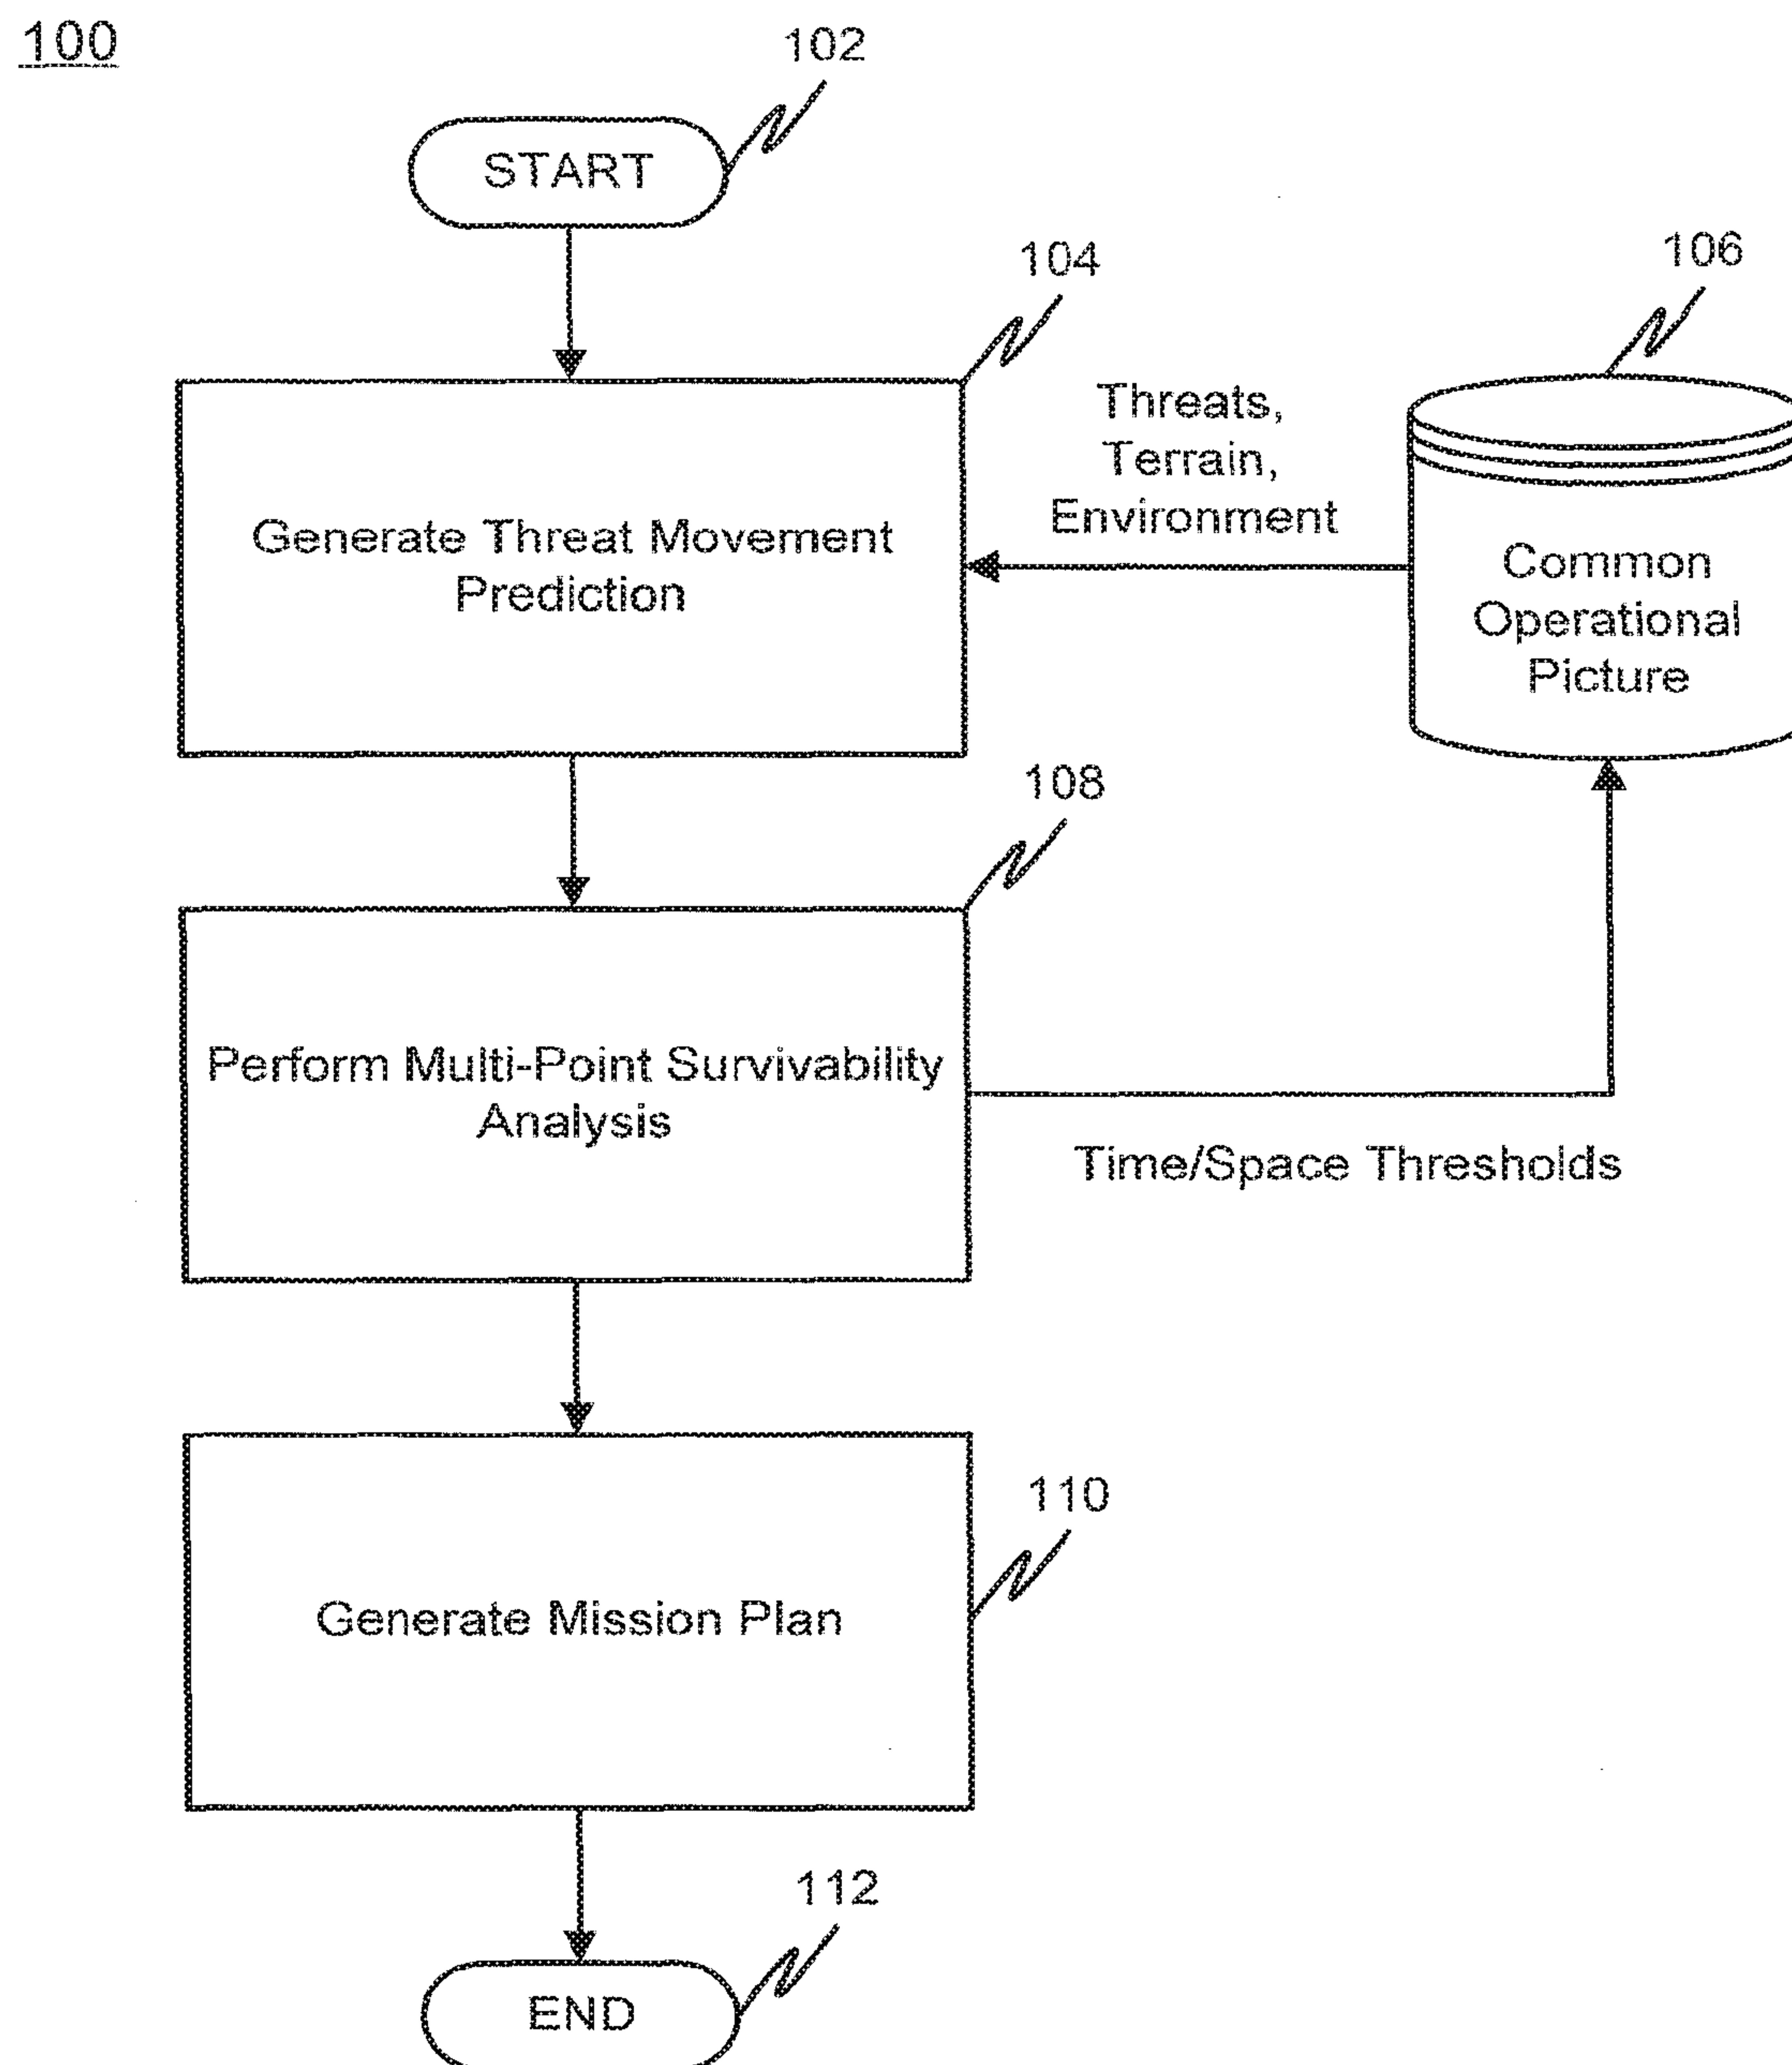 100
102
START
104
106
Threats,
Terrain,
Environment
Generate Threat Movement
Prediction
Common
Operational
Picture
108
Perform Multi-Point Survivability
Analysis
Time/Space Thresholds
110
Generate Mission Plan
112
END